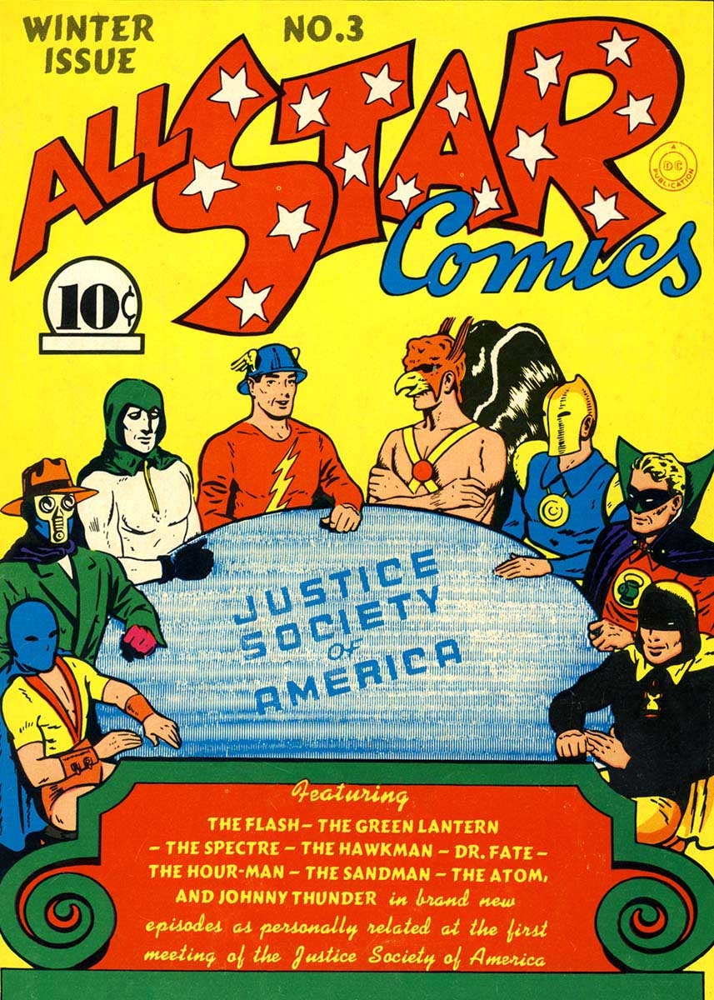 WINTER
ISSUE
NO.3
ALL STAR
Comics
A
DC
PUBLICATION
10¢
JUSTICE
SOCIETY
OF
AMERICA
Featuring
THE FLASH – THE GREEN LANTERN
– THE SPECTRE – THE HAWKMAN – DR. FATE –
THE HOUR-MAN – THE SANDMAN – THE ATOM,
AND JOHNNY THUNDER in brand new
episodes as personally related at the first
meeting of the Justice Society of America